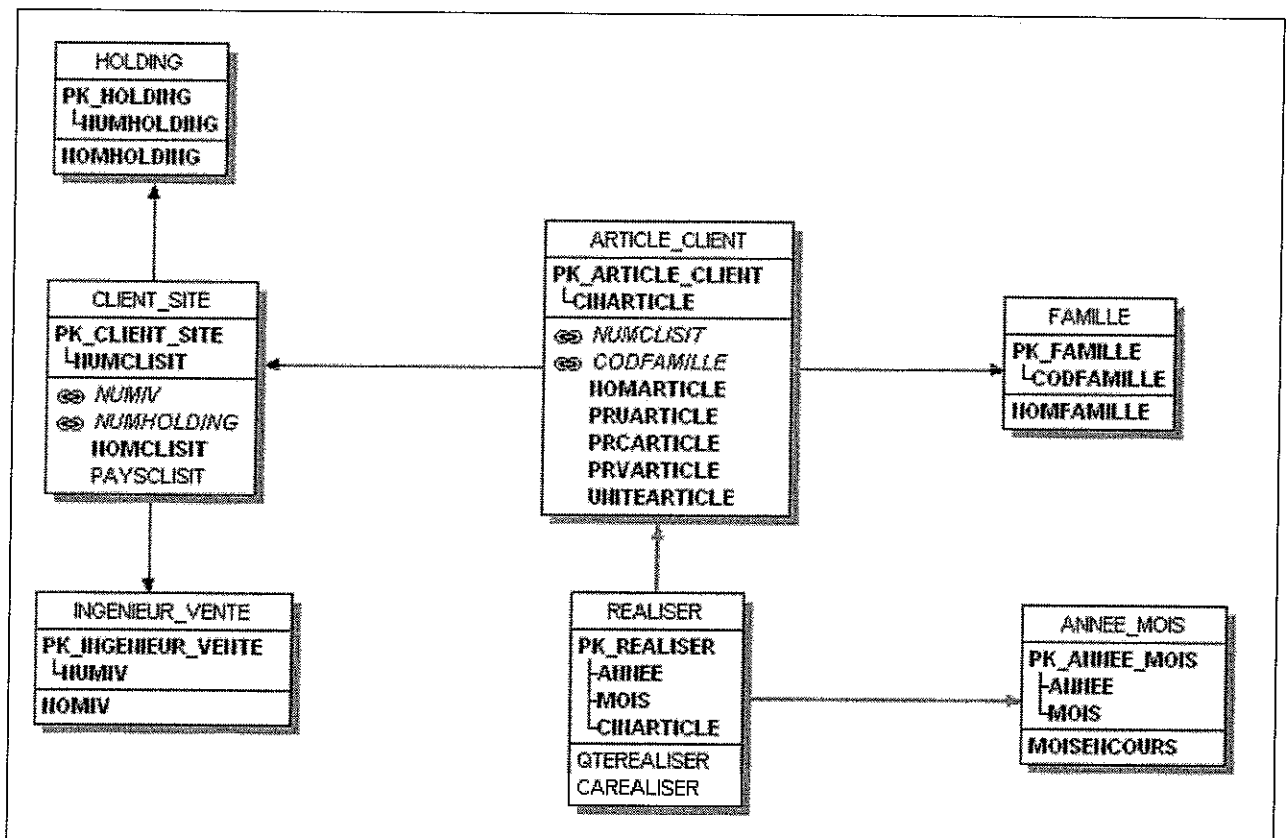 HOLDING
PK_HOLDING
NUMHOLDING
NOMHOLDING
ARTICLE_CLIENT
PK_ARTICLE_CLIENT
CINARTICLE
NUMCLISIT
CODFAMILLE
NOMARTICLE
PRUARTICLE
PRCARTICLE
PRVARTICLE
UNITEARTICLE
CLIENT_SITE
PK_CLIENT_SITE
NUMCLISIT
NUMIV
NUMHOLDING
NOMCLISIT
PAYSCLISIT
FAMILLE
PK_FAMILLE
CODFAMILLE
NOMFAMILLE
INGENIEUR_VENTE
PK_INGENIEUR_VENTE
NUMIV
NOMIV
REALISER
PK_REALISER
ANNEE
MOIS
CINARTICLE
QTEREALISER
CAREALISER
ANNEE_MOIS
PK_ANNEE_MOIS
ANNEE
MOIS
MOISENCOURS